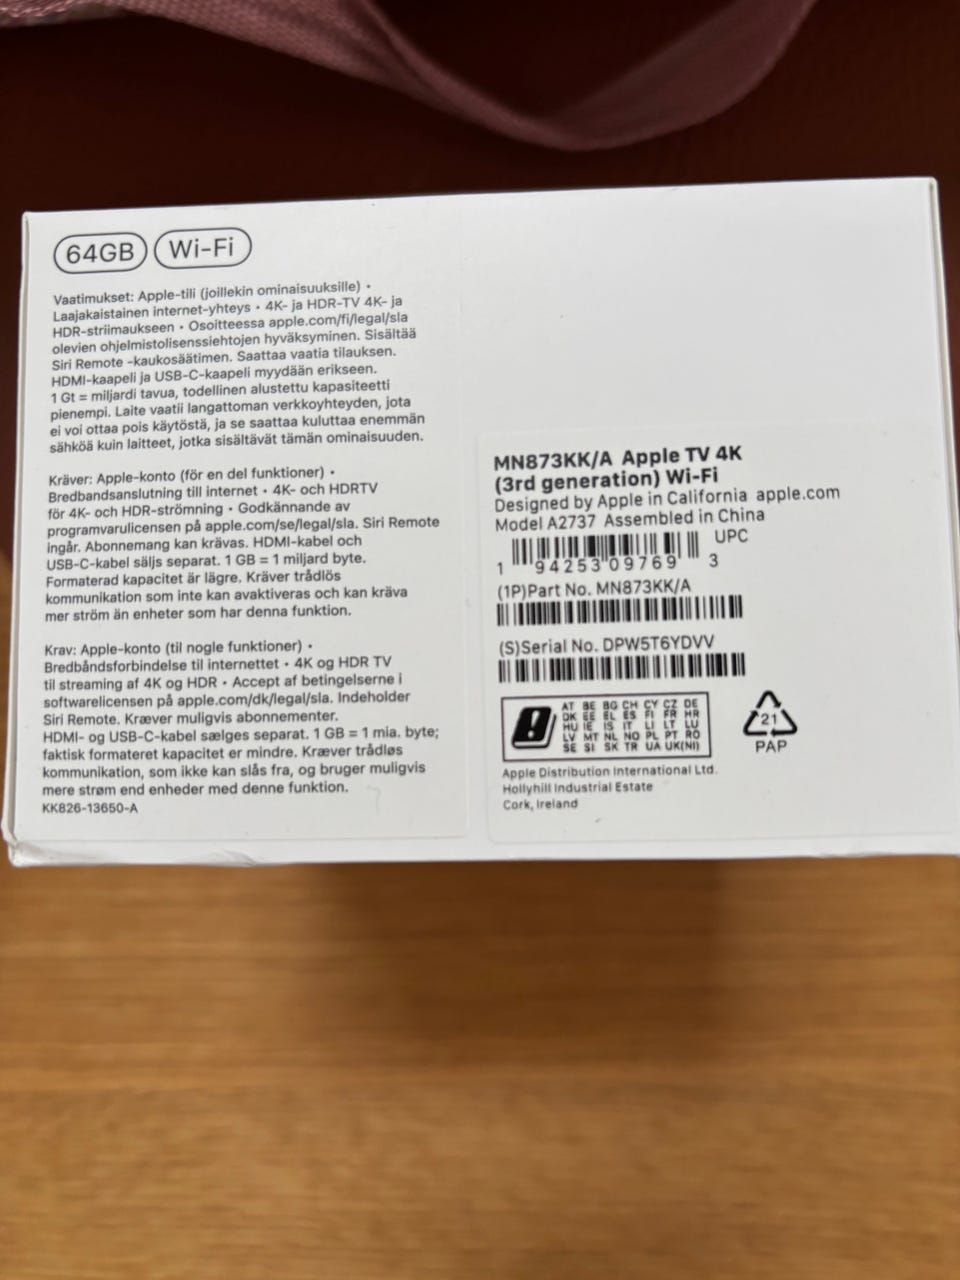 64GB Wi-Fi
Vaatimukset: Apple-tili (joillekin ominaisuuksille) •
Laajakaistainen internet-yhteys • 4K- ja HDR-TV 4K- ja
HDR-striimaukseen • Osoitteessa apple.com/fi/legal/sla
olevien ohjelmistolisenssiehtojen hyväksyminen. Sisältää
Siri Remote -kaukosäätimen. Saattaa vaatia tilauksen.
HDMI-kaapeli ja USB-C-kaapeli myydään erikseen.
1 Gt = miljardi tavua, todellinen alustettu kapasiteetti
pienempi. Laite vaatii langattoman verkkoyhteyden, jota
ei voi ottaa pois käytöstä, ja se saattaa kuluttaa enemmän
sähköä kuin laitteet, jotka sisältävät tämän ominaisuuden.
Kräver: Apple-konto (för en del funktioner) •
Bredbandsanslutning till internet • 4K- och HDRTV
för 4K- och HDR-strömning • Godkännande av
programvarulicensen på apple.com/se/legal/sla. Siri Remote
ingår. Abonnemang kan krävas. HDMI-kabel och
USB-C-kabel säljs separat. 1 GB = 1 miljard byte.
Formaterad kapacitet är lägre. Kräver trådlös
kommunikation som inte kan avaktiveras och kan kräva
mer ström än enheter som har denna funktion.
Krav: Apple-konto (til nogle funktioner) •
Bredbåndsforbindelse til internettet • 4K og HDR TV
til streaming af 4K og HDR • Accept af betingelserne i
softwarelicensen på apple.com/dk/legal/sla. Indeholder
Siri Remote. Kræver muligvis abonnementer.
HDMI- og USB-C-kabel sælges separat. 1 GB = 1 mia. byte;
faktisk formateret kapacitet er mindre. Kræver trådløs
kommunikation, som ikke kan slås fra, og bruger muligvis
mere strøm end enheder med denne funktion.
KK826-13650-A
MN873KK/A Apple TV 4K
(3rd generation) Wi-Fi
Designed by Apple in California apple.com
Model A2737 Assembled in China
UPC
1 94253 09769 3
(1P)Part No. MN873KK/A
(S)Serial No. DPW5T6YDVV
AT BE BG CH CY CZ DE
DK EE EL ES FI FR HR
HU IE IS IT LI LT LU
LV MT NL NO PL PT RO
SE SI SK TR UA UK(NI)
21
PAP
Apple Distribution International Ltd.
Hollyhill Industrial Estate
Cork, Ireland